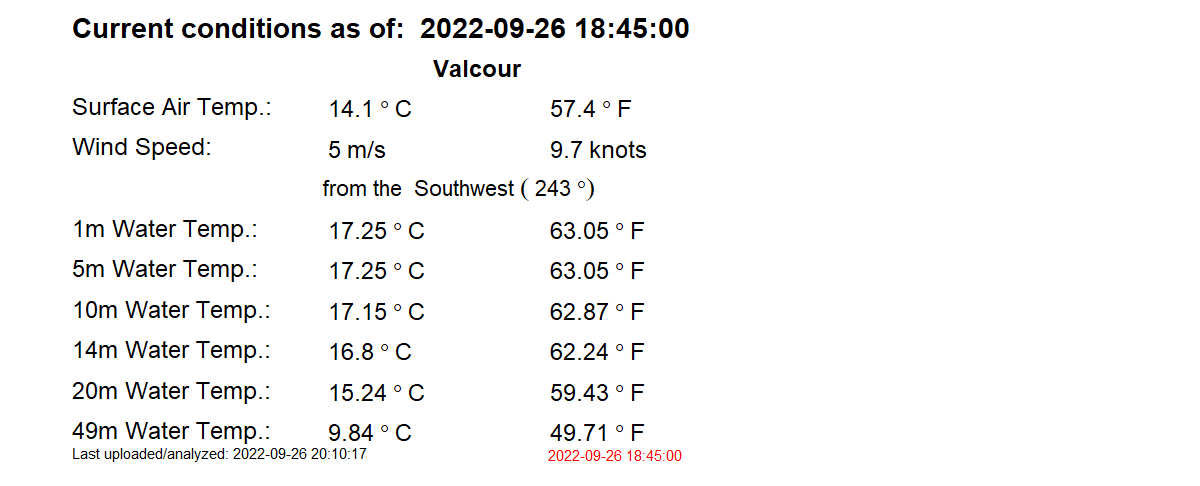 Current conditions as of:  2022-09-26 18:45:00
Valcour
Surface Air Temp.: 14.1 ° C 57.4 ° F
Wind Speed: 5 m/s 9.7 knots
from the  Southwest ( 243 °)
1m Water Temp.: 17.25 ° C 63.05 ° F
5m Water Temp.: 17.25 ° C 63.05 ° F
10m Water Temp.: 17.15 ° C 62.87 ° F
14m Water Temp.: 16.8 ° C 62.24 ° F
20m Water Temp.: 15.24 ° C 59.43 ° F
49m Water Temp.: 9.84 ° C 49.71 ° F
Last uploaded/analyzed: 2022-09-26 20:10:17 2022-09-26 18:45:00